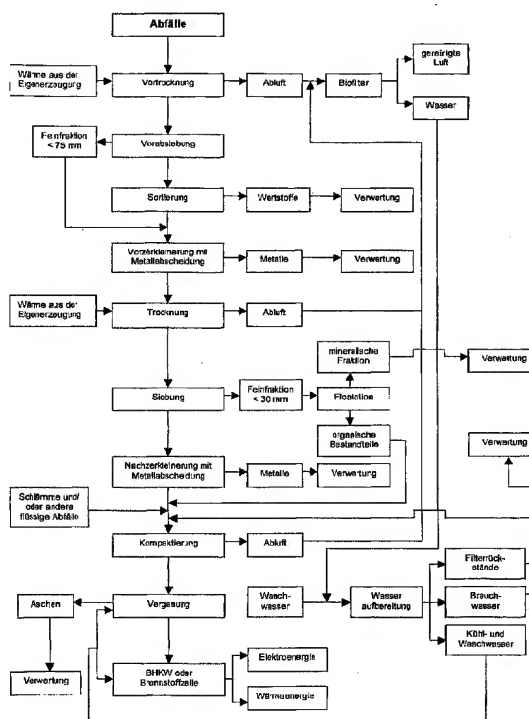 Abfälle
Wärme aus der
Eigenerzeugung
Vortrocknung
Abluft
Biofilter
gereinigte
Luft
Wasser
Feinfraktion
< 75 mm
Vorabsiebung
Sortierung
Wertstoffe
Verwertung
Vorzerkleinerung mit
Metallabscheidung
Metalle
Verwertung
Wärme aus der
Eigenerzeugung
Trocknung
Abluft
mineralische
Fraktion
Verwertung
Siebung
Feinfraktion
< 30 mm
Floatation
organische
Bestandteile
Verwertung
Nachzerkleinerung mit
Metallabscheidung
Metalle
Verwertung
Schlämme und/
oder andere
flüssige Abfälle
Kompaktierung
Abluft
Filterrück-
stände
Wasch-
wasser
Wasser
aufbereitung
Brauch-
wasser
Kühl- und
Waschwasser
Aschen
Vergasung
Verwertung
BHKW oder
Brennstoffzelle
Elektroenergie
Wärmeenergie